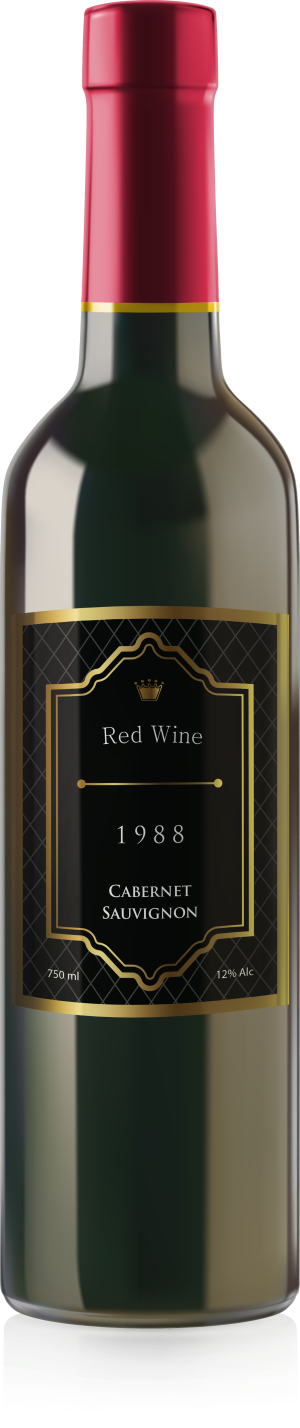 Red Wine
1988
CABERNET
SAUVIGNON
750 ml 12% Alc